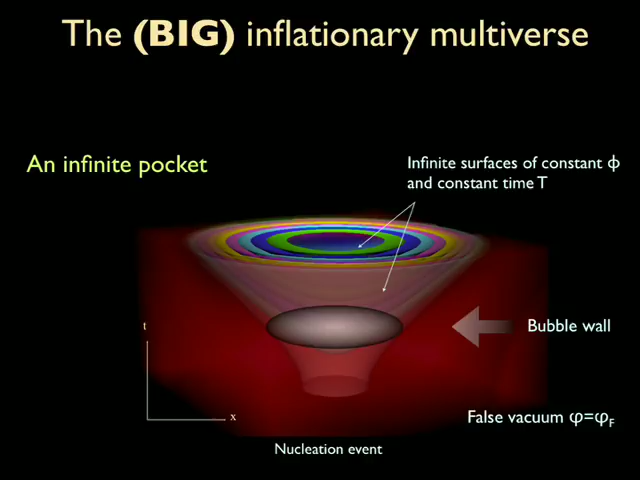 The (BIG) inflationary multiverse
An infinite pocket
Infinite surfaces of constant ϕ
and constant time T
Bubble wall
t
x
False vacuum φ=φF
Nucleation event